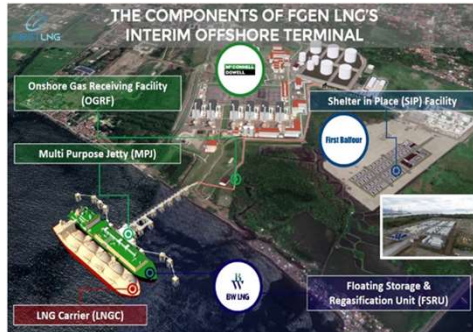 THE COMPONENTS OF FGEN LNG'S
INTERIM OFFSHORE TERMINAL
LNG
MCCONNELL
DOWELL
Onshore Gas Receiving Facility
(OGRF)
Shelter in Place (SIP) Facility
First Balfour
Multi Purpose Jetty (MPJ)
BW LNG
Floating Storage &
Regasification Unit (FSRU)
LNG Carrier (LNGC)